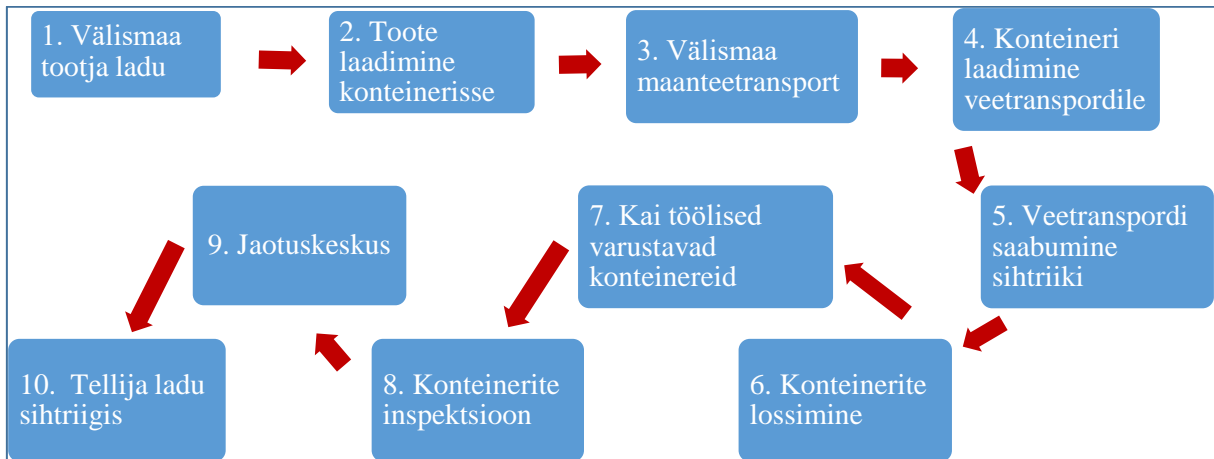 1. Välismaa
tootja ladu
2. Toote
laadimine
konteinerisse
3. Välismaa
maanteetransport
4. Konteineri
laadimine
veetranspordile
5. Veetranspordi
saabumine
sihtriiki
6. Konteinerite
lossimine
7. Kai töölised
varustavad
konteinereid
8. Konteinerite
inspektsioon
9. Jaotuskeskus
10. Tellija ladu
sihtriigis